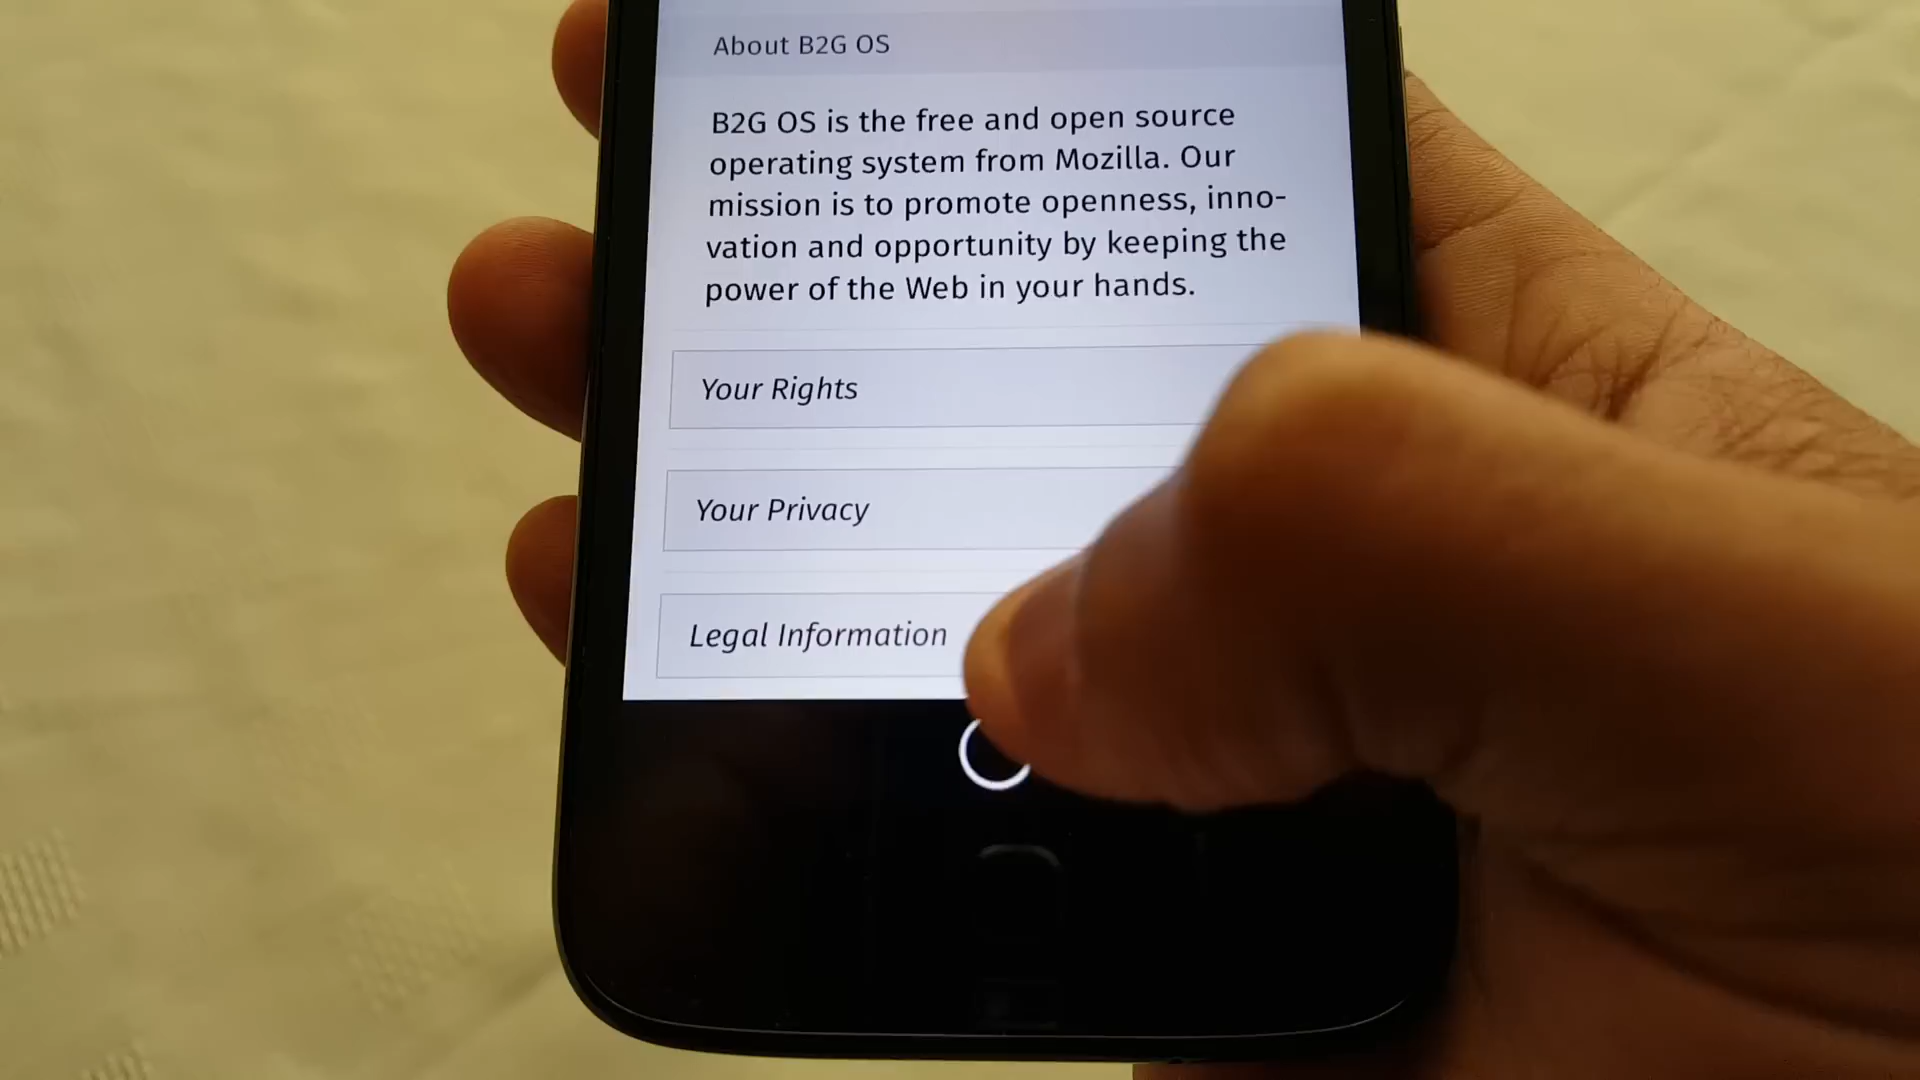 About B2G OS
B2G OS is the free and open source
operating system from Mozilla. Our
mission is to promote openness, inno-
vation and opportunity by keeping the
power of the Web in your hands.
Your Rights
Your Privacy
Legal Information